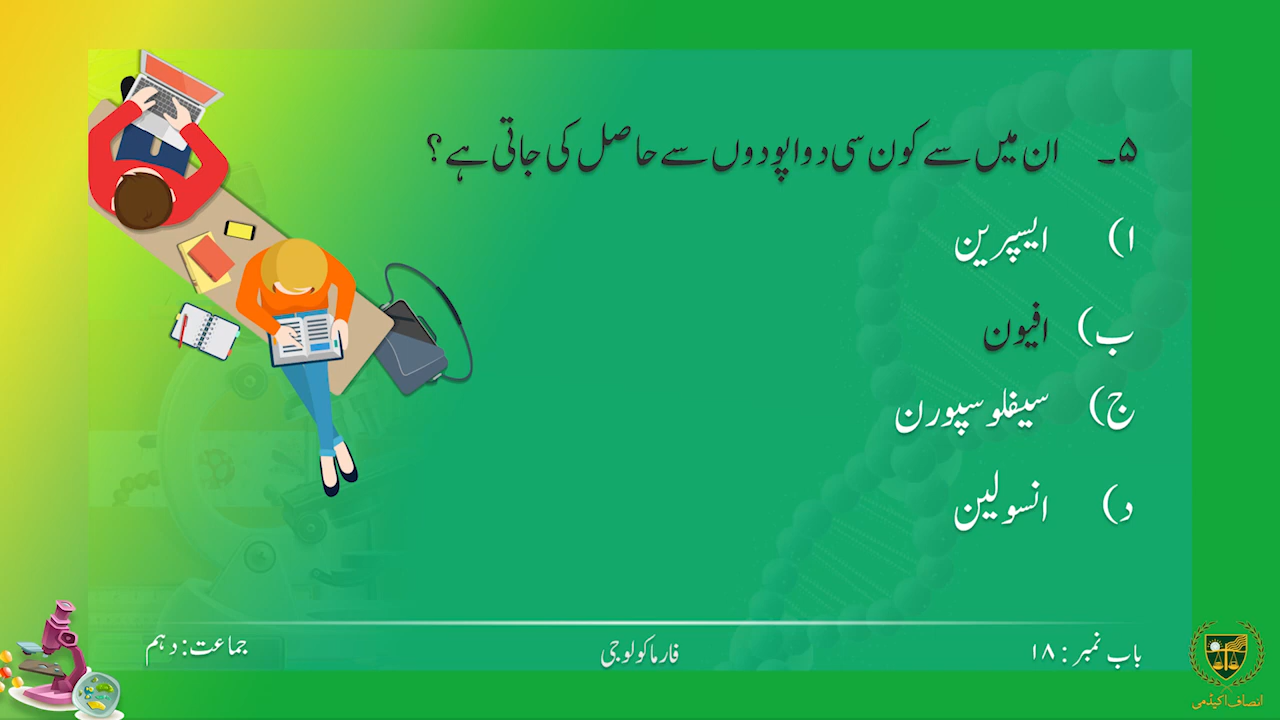 ۵۔ ان میں سے کون سی دوا پودوں سے حاصل کی جاتی ہے؟
ا) ایسپرین
ب) افیون
ج) سیفلوسپورن
د) انسولین
باب نمبر : ۱۸ فارماکولوجی جماعت: دہم
انصاف اکیڈمی